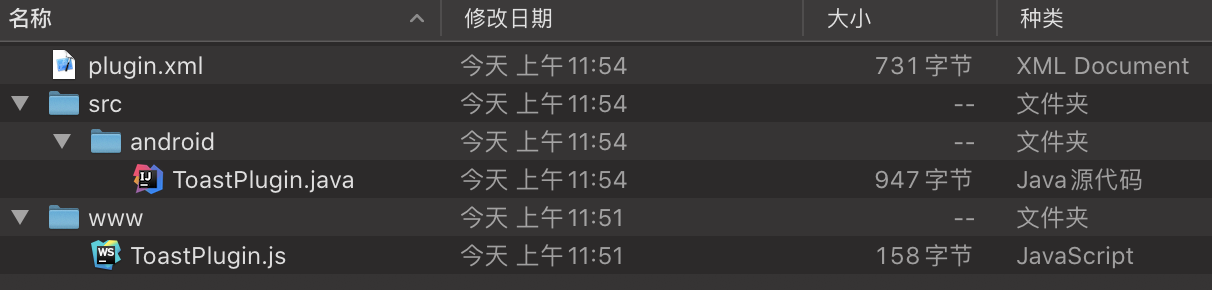 名称 修改日期 大小 种类
plugin.xml 今天 上午11:54 731 字节 XML Document
src 今天 上午11:54 -- 文件夹
android 今天 上午11:54 -- 文件夹
IJ ToastPlugin.java 今天 上午11:54 947 字节 Java源代码
www 今天 上午11:51 -- 文件夹
WS ToastPlugin.js 今天 上午11:51 158 字节 JavaScript